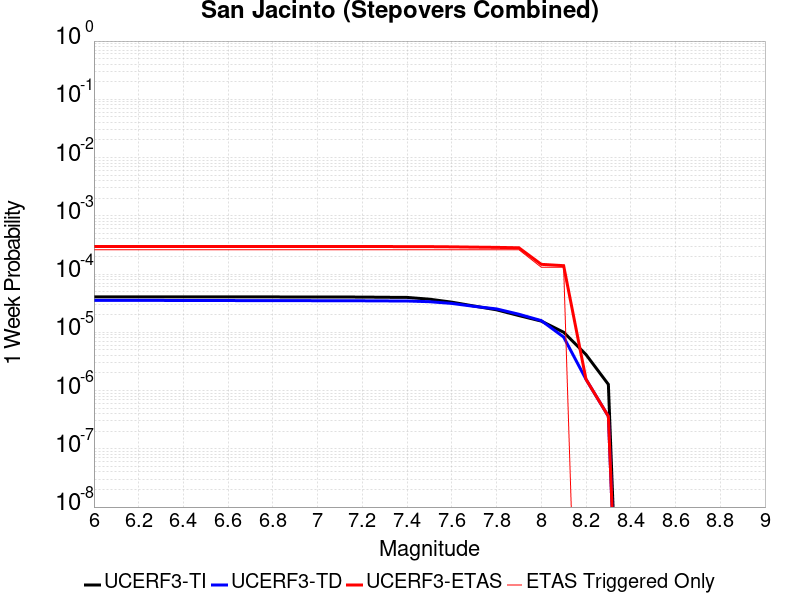 San Jacinto (Stepovers Combined)
1 Week Probability
10^0
10^-1
10^-2
10^-3
10^-4
10^-5
10^-6
10^-7
10^-8
6 6.2 6.4 6.6 6.8 7 7.2 7.4 7.6 7.8 8 8.2 8.4 8.6 8.8 9
Magnitude
UCERF3-TI UCERF3-TD UCERF3-ETAS ETAS Triggered Only